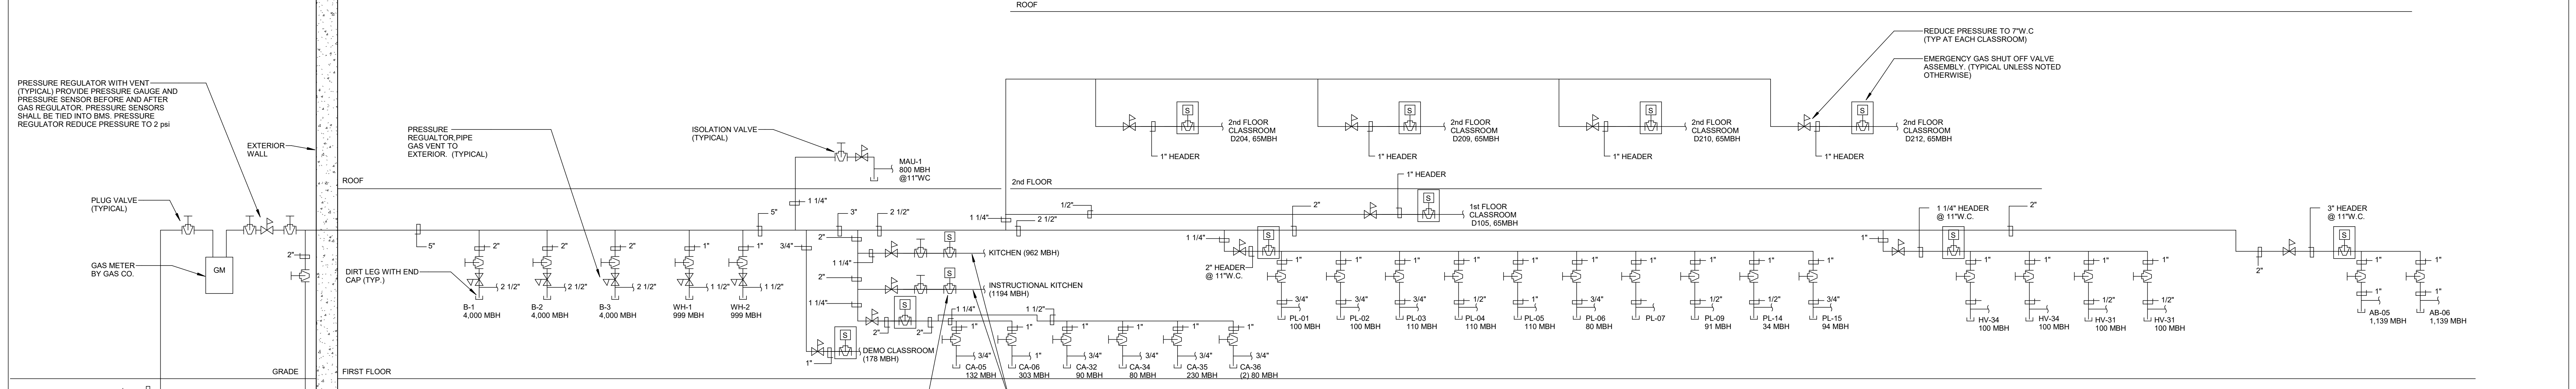 ROOF
REDUCE PRESSURE TO 7"W.C
(TYP AT EACH CLASSROOM)
EMERGENCY GAS SHUT OFF VALVE
ASSEMBLY. (TYPICAL UNLESS NOTED
OTHERWISE)
PRESSURE REGULATOR WITH VENT
(TYPICAL) PROVIDE PRESSURE GAUGE AND
PRESSURE SENSOR BEFORE AND AFTER
GAS REGULATOR. PRESSURE SENSORS
SHALL BE TIED INTO BMS. PRESSURE
REGULATOR REDUCE PRESSURE TO 2 psi
EXTERIOR
WALL
PRESSURE
REGUALTOR,PIPE
GAS VENT TO
EXTERIOR. (TYPICAL)
ISOLATION VALVE
(TYPICAL)
MAU-1
800 MBH
@11"WC
S
2nd FLOOR
CLASSROOM
D204, 65MBH
1" HEADER
S
2nd FLOOR
CLASSROOM
D209, 65MBH
1" HEADER
S
2nd FLOOR
CLASSROOM
D210, 65MBH
1" HEADER
S
2nd FLOOR
CLASSROOM
D212, 65MBH
1" HEADER
ROOF
2nd FLOOR
1" HEADER
S
1st FLOOR
CLASSROOM
D105, 65MBH
PLUG VALVE
(TYPICAL)
GAS METER
BY GAS CO.
GM
2"
5"
DIRT LEG WITH END
CAP (TYP.)
2"
2 1/2"
B-1
4,000 MBH
2"
2 1/2"
B-2
4,000 MBH
2"
2 1/2"
B-3
4,000 MBH
1"
1 1/2"
WH-1
999 MBH
1"
1 1/2"
WH-2
999 MBH
5"
1 1/4"
3"
2 1/2"
3/4"
2"
S
KITCHEN (962 MBH)
1 1/4"
2"
S
INSTRUCTIONAL KITCHEN
(1194 MBH)
1 1/4"
S
2"
2"
1 1/4"
1 1/2"
S
DEMO CLASSROOM
(178 MBH)
1"
1"
3/4"
CA-05
132 MBH
1"
1"
CA-06
303 MBH
1"
3/4"
CA-32
90 MBH
1"
3/4"
CA-34
80 MBH
1"
3/4"
CA-35
230 MBH
1"
3/4"
CA-36
(2) 80 MBH
1 1/4"
2 1/2"
1/2"
2"
1 1/4"
S
2" HEADER
@ 11"W.C.
1"
3/4"
PL-01
100 MBH
1"
3/4"
PL-02
100 MBH
1"
3/4"
PL-03
110 MBH
1"
1/2"
PL-04
110 MBH
1"
1/2"
PL-05
110 MBH
1"
3/4"
PL-06
80 MBH
1"
3/4"
PL-07
1"
1/2"
PL-09
91 MBH
1"
1/2"
PL-14
34 MBH
1"
3/4"
PL-15
94 MBH
1"
1 1/4" HEADER
@ 11"W.C.
2"
S
1"
3/4"
HV-34
100 MBH
1"
3/4"
HV-34
100 MBH
1"
1/2"
HV-31
100 MBH
1"
1/2"
HV-31
100 MBH
2"
3" HEADER
@ 11"W.C.
S
1"
1"
AB-05
1,139 MBH
1"
1"
AB-06
1,139 MBH
GRADE
FIRST FLOOR